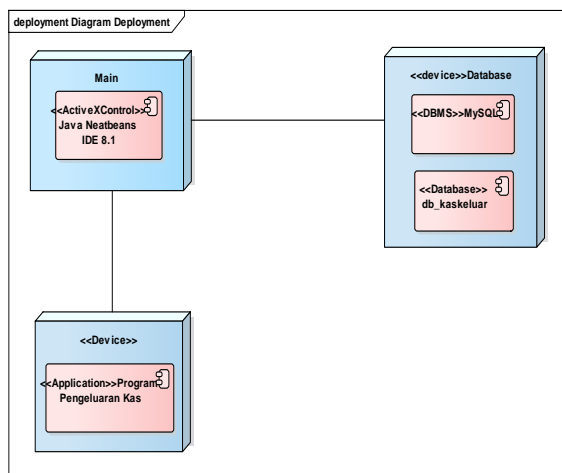 deployment Diagram Deployment
Main
<<ActiveXControl>>
Java Neatbeans
IDE 8.1
<<device>>Database
<<DBMS>>MySQL
<<Database>>
db_kaskeluar
<<Device>>
<<Application>>Program
Pengeluaran Kas